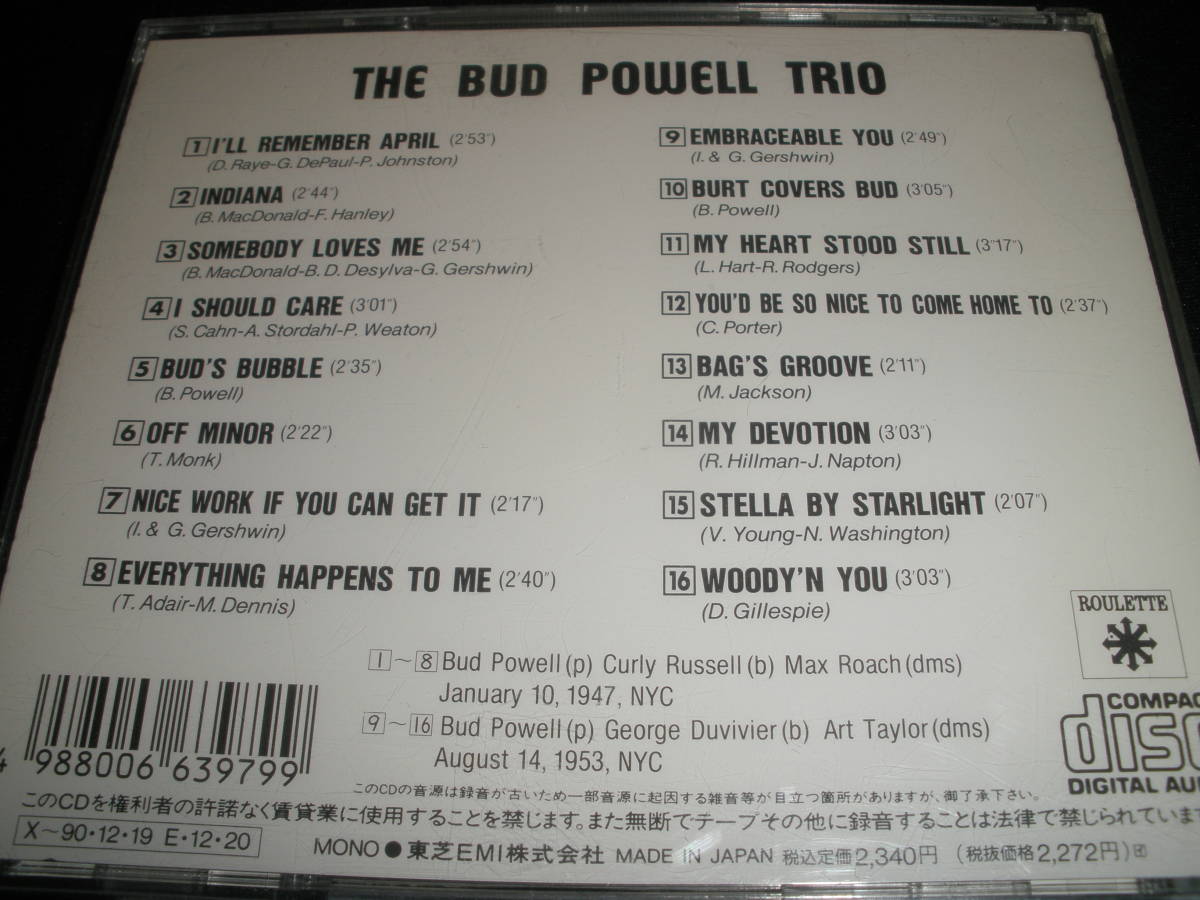 THE BUD POWELL TRIO
1 I'LL REMEMBER APRIL (2'53")
(D. Raye-G. DePaul-P. Johnston)
2 INDIANA (2'44")
(B. MacDonald-F. Hanley)
3 SOMEBODY LOVES ME (2'54")
(B. MacDonald-B. D. Desylva-G. Gershwin)
4 I SHOULD CARE (3'01")
(S. Cahn-A. Stordahl-P. Weaton)
5 BUD'S BUBBLE (2'35")
(B. Powell)
6 OFF MINOR (2'22")
(T. Monk)
7 NICE WORK IF YOU CAN GET IT (2'17")
(I. & G. Gershwin)
8 EVERYTHING HAPPENS TO ME (2'40")
(T. Adair-M. Dennis)
9 EMBRACEABLE YOU (2'49")
(I. & G. Gershwin)
10 BURT COVERS BUD (3'05")
(B. Powell)
11 MY HEART STOOD STILL (3"17")
(L. Hart-R. Rodgers)
12 YOU'D BE SO NICE TO COME HOME TO (2'37")
(C. Porter)
13 BAG'S GROOVE (2'11")
(M. Jackson)
14 MY DEVOTION (3'03")
(R. Hillman-J. Napton)
15 STELLA BY STARLIGHT (2'07")
(V. Young-N. Washington)
16 WOODY'N YOU (3'03")
(D. Gillespie)
ROULETTE
1~8 Bud Powell (p) Curly Russell (b) Max Roach (dms)
January 10, 1947, NYC
9~16 Bud Powell (p) George Duvivier (b) Art Taylor (dms)
August 14, 1953, NYC
COMPAC
disc
DIGITAL AU
4 988006 639799
このCDの音源は録音が古いため一部音源に起因する雑音等が目立つ箇所がありますが、御了承下さい。
このCDを権利者の許諾なく賃貸業に使用することを禁じます。また無断でテープその他に録音することは法律で禁じられています
X~90・12・19 E・12・20
MONO ● 東芝EMI株式会社 MADE IN JAPAN 税込定価2,340円 (税抜価格2,272円)